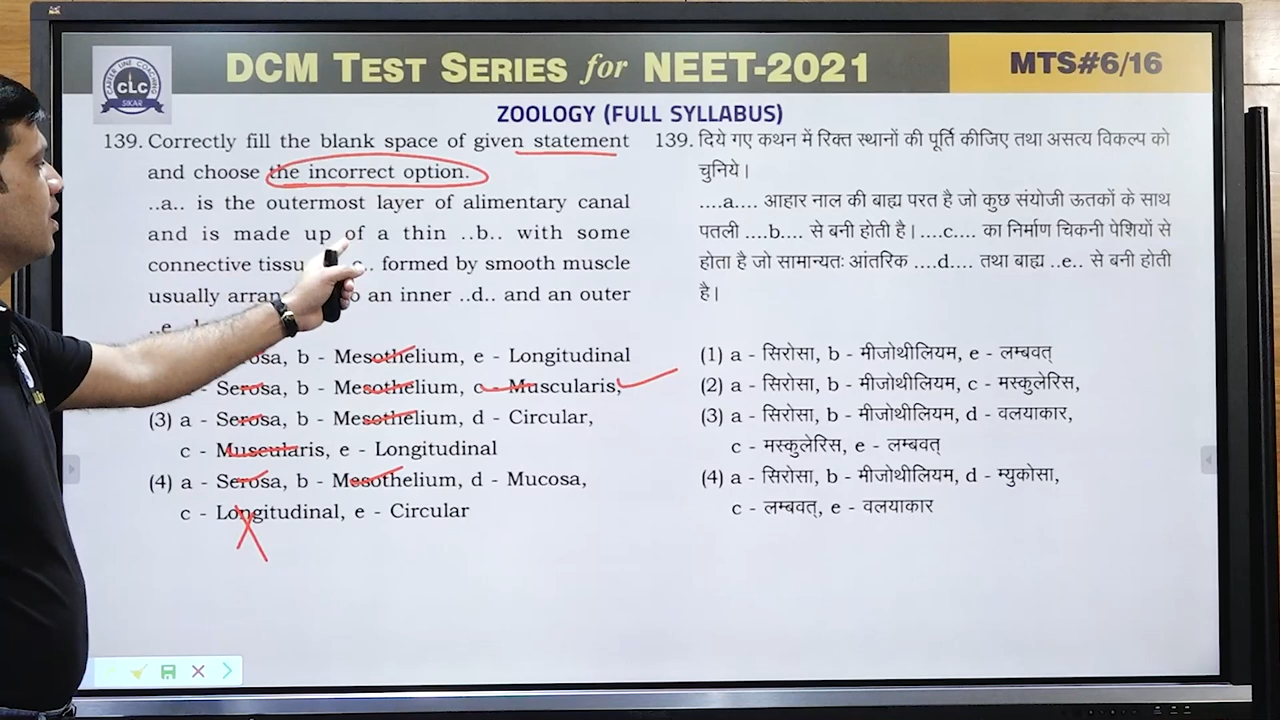 CAREER LINE COACHING
CLC
SIKAR
DCM TEST SERIES for NEET-2021
MTS#6/16
ZOOLOGY (FULL SYLLABUS)
139. Correctly fill the blank space of given statement
and choose the incorrect option.
..a.. is the outermost layer of alimentary canal
and is made up of a thin ..b.. with some
connective c.. formed by smooth muscle
usually an inner ..d.. and an outer
..e
b - Mesothelium, e - Longitudinal
- Serosa, b - Mesothelium, c - Muscularis,
(3) a - Serosa, b - Mesothelium, d - Circular,
c - Muscularis, e - Longitudinal
(4) a - Serosa, b - Mesothelium, d - Mucosa,
c - Longitudinal, e - Circular
139. दिये गए कथन में रिक्त स्थानों की पूर्ति कीजिए तथा असत्य विकल्प को
चुनिये।
....a.... आहार नाल की बाह्य परत है जो कुछ संयोजी ऊतकों के साथ
पतली ....b.... से बनी होती है। ....c.... का निर्माण चिकनी पेशियों से
होता है जो सामान्यतः आंतरिक ....d.... तथा बाह्य ..e.. से बनी होती
है।
(1) a - सिरोसा, b - मीजोथीलियम, e - लम्बवत्
(2) a - सिरोसा, b - मीजोथीलियम, c - मस्कुलेरिस,
(3) a - सिरोसा, b - मीजोथीलियम, d - वलयाकार,
c - मस्कुलेरिस, e - लम्बवत्
(4) a - सिरोसा, b - मीजोथीलियम, d - म्युकोसा,
c - लम्बवत्, e - वलयाकार